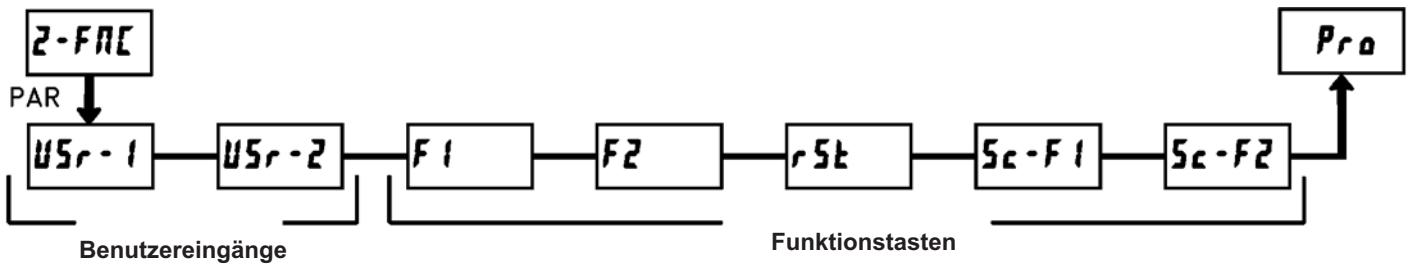 2-FNC
Pro
PAR
USr-1 USr-2 F1 F2 rSt Sc-F1 Sc-F2
Benutzereingänge
Funktionstasten